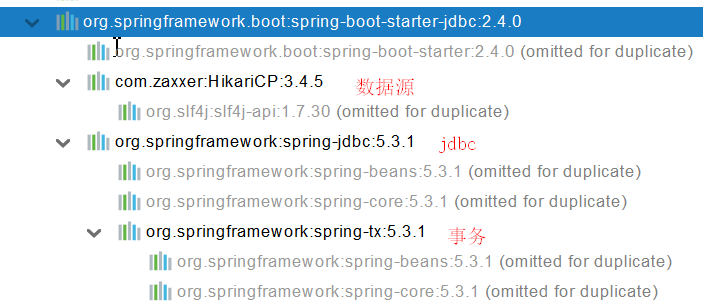 org.springframework.boot:spring-boot-starter-jdbc:2.4.0
org.springframework.boot:spring-boot-starter:2.4.0 (omitted for duplicate)
com.zaxxer:HikariCP:3.4.5 数据源
org.slf4j:slf4j-api:1.7.30 (omitted for duplicate)
org.springframework:spring-jdbc:5.3.1 jdbc
org.springframework:spring-beans:5.3.1 (omitted for duplicate)
org.springframework:spring-core:5.3.1 (omitted for duplicate)
org.springframework:spring-tx:5.3.1 事务
org.springframework:spring-beans:5.3.1 (omitted for duplicate)
org.springframework:spring-core:5.3.1 (omitted for duplicate)